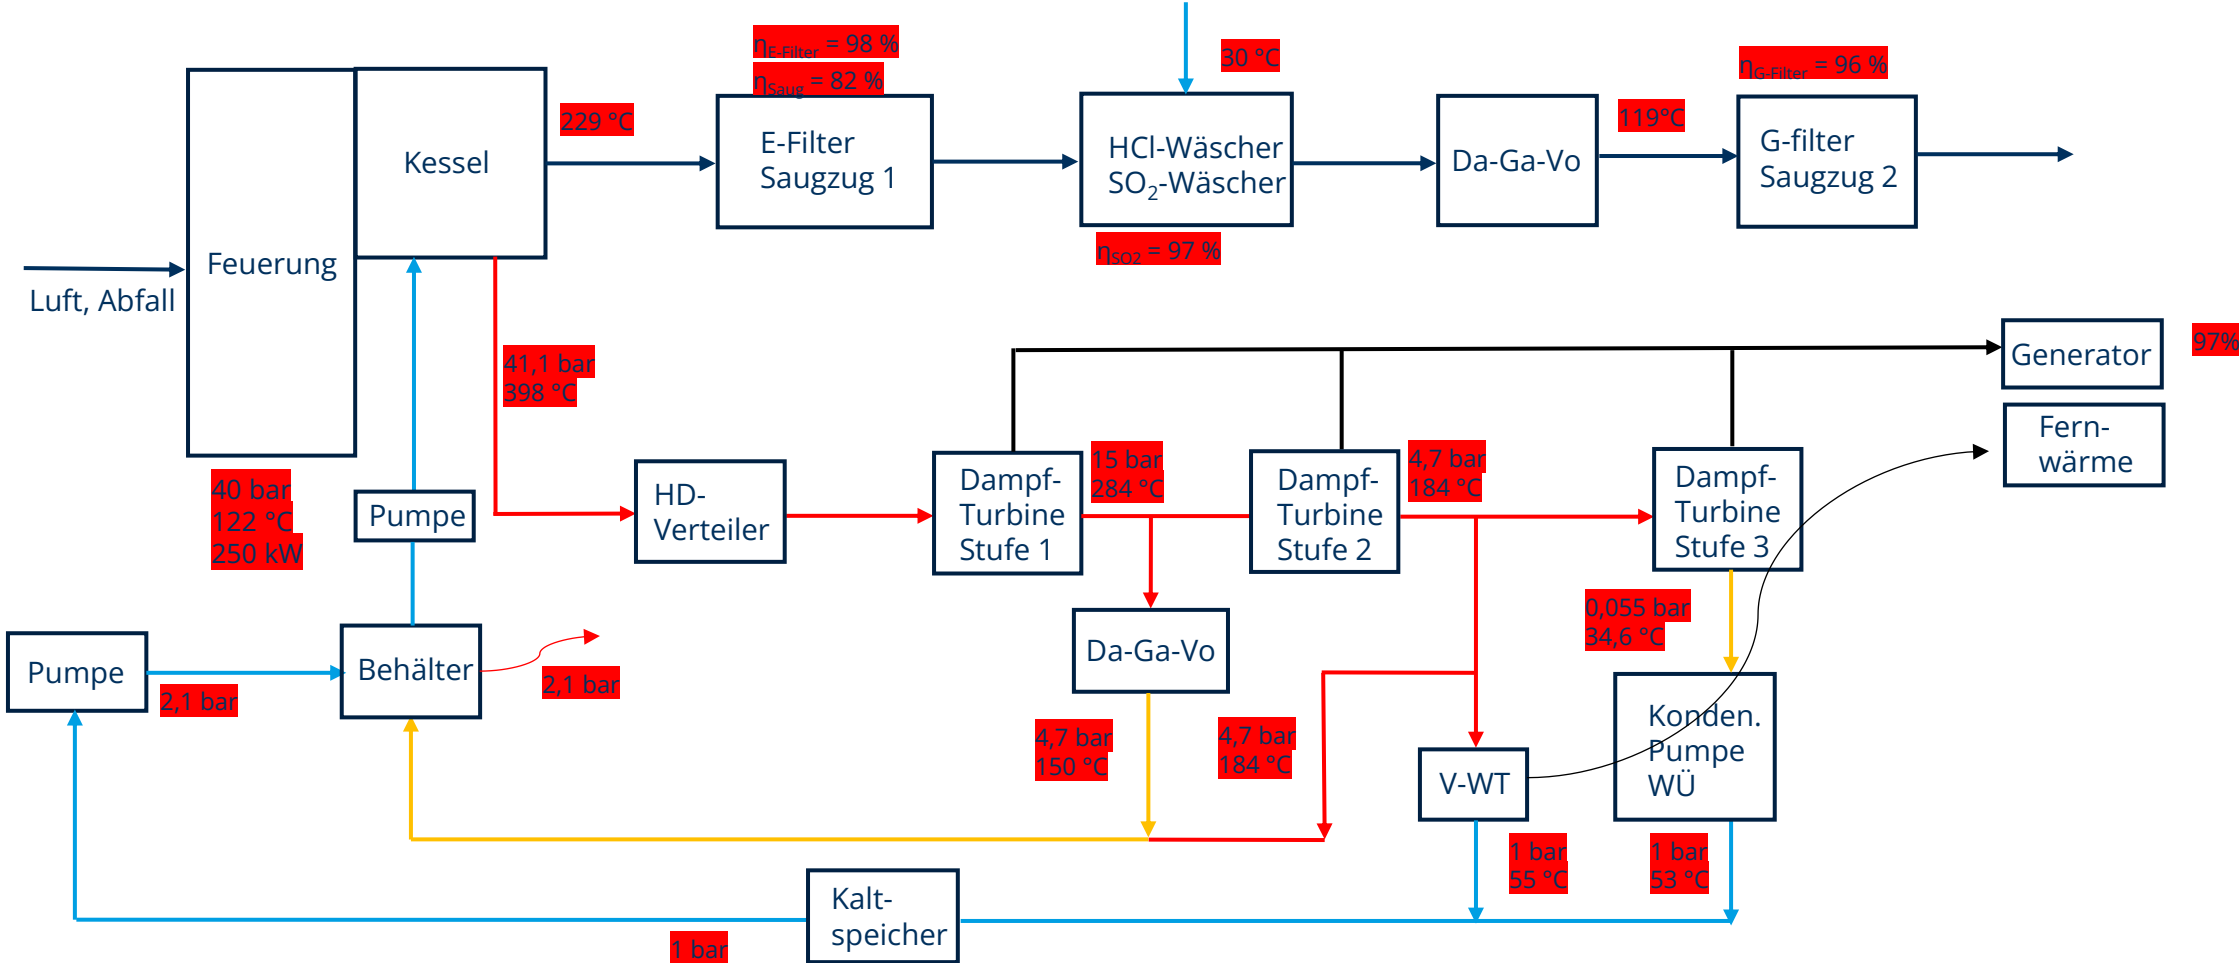 η_E-Filter = 98 %
η_Saug = 82 %
30 °C
η_G-Filter = 96 %
229 °C
119°C
Kessel
E-Filter
Saugzug 1
HCl-Wäscher
SO₂-Wäscher
Da-Ga-Vo
G-filter
Saugzug 2
η_SO2 = 97 %
Feuerung
Luft, Abfall
41,1 bar
398 °C
Generator
97%
Fern-
wärme
40 bar
122 °C
250 kW
Pumpe
HD-
Verteiler
Dampf-
Turbine
Stufe 1
15 bar
284 °C
Dampf-
Turbine
Stufe 2
4,7 bar
184 °C
Dampf-
Turbine
Stufe 3
0,055 bar
34,6 °C
Pumpe
2,1 bar
Behälter
2,1 bar
Da-Ga-Vo
4,7 bar
150 °C
4,7 bar
184 °C
V-WT
Konden.
Pumpe
WÜ
1 bar
55 °C
1 bar
53 °C
Kalt-
speicher
1 bar